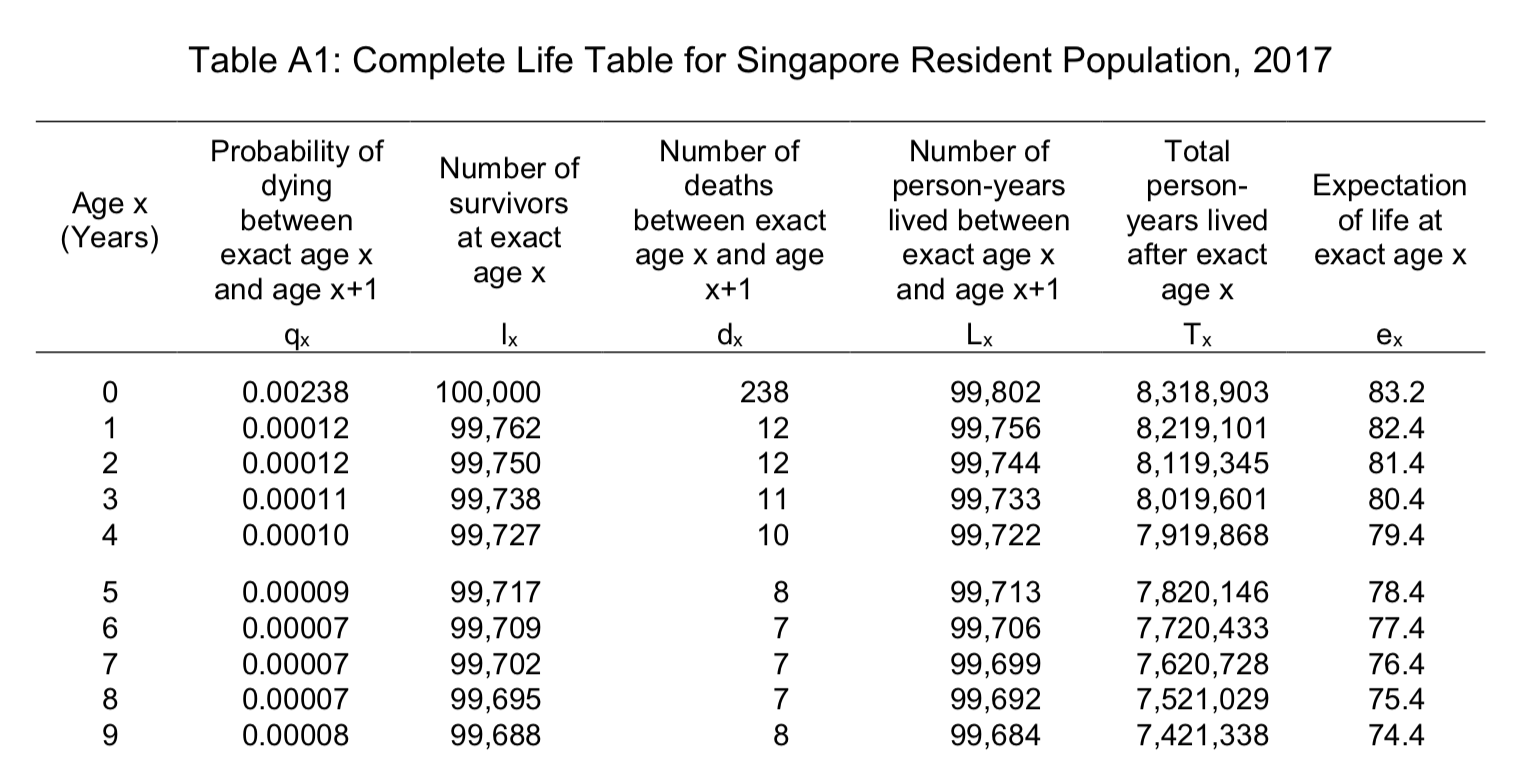 Table A1: Complete Life Table for Singapore Resident Population, 2017
Age x (Years) Probability of dying between exact age x and age x+1 Number of survivors at exact age x Number of deaths between exact age x and age x+1 Number of person-years lived between exact age x and age x+1 Total person-years lived after exact age x Expectation of life at exact age x
qx lx dx Lx Tx ex
0 0.00238 100,000 238 99,802 8,318,903 83.2
1 0.00012 99,762 12 99,756 8,219,101 82.4
2 0.00012 99,750 12 99,744 8,119,345 81.4
3 0.00011 99,738 11 99,733 8,019,601 80.4
4 0.00010 99,727 10 99,722 7,919,868 79.4
5 0.00009 99,717 8 99,713 7,820,146 78.4
6 0.00007 99,709 7 99,706 7,720,433 77.4
7 0.00007 99,702 7 99,699 7,620,728 76.4
8 0.00007 99,695 7 99,692 7,521,029 75.4
9 0.00008 99,688 8 99,684 7,421,338 74.4